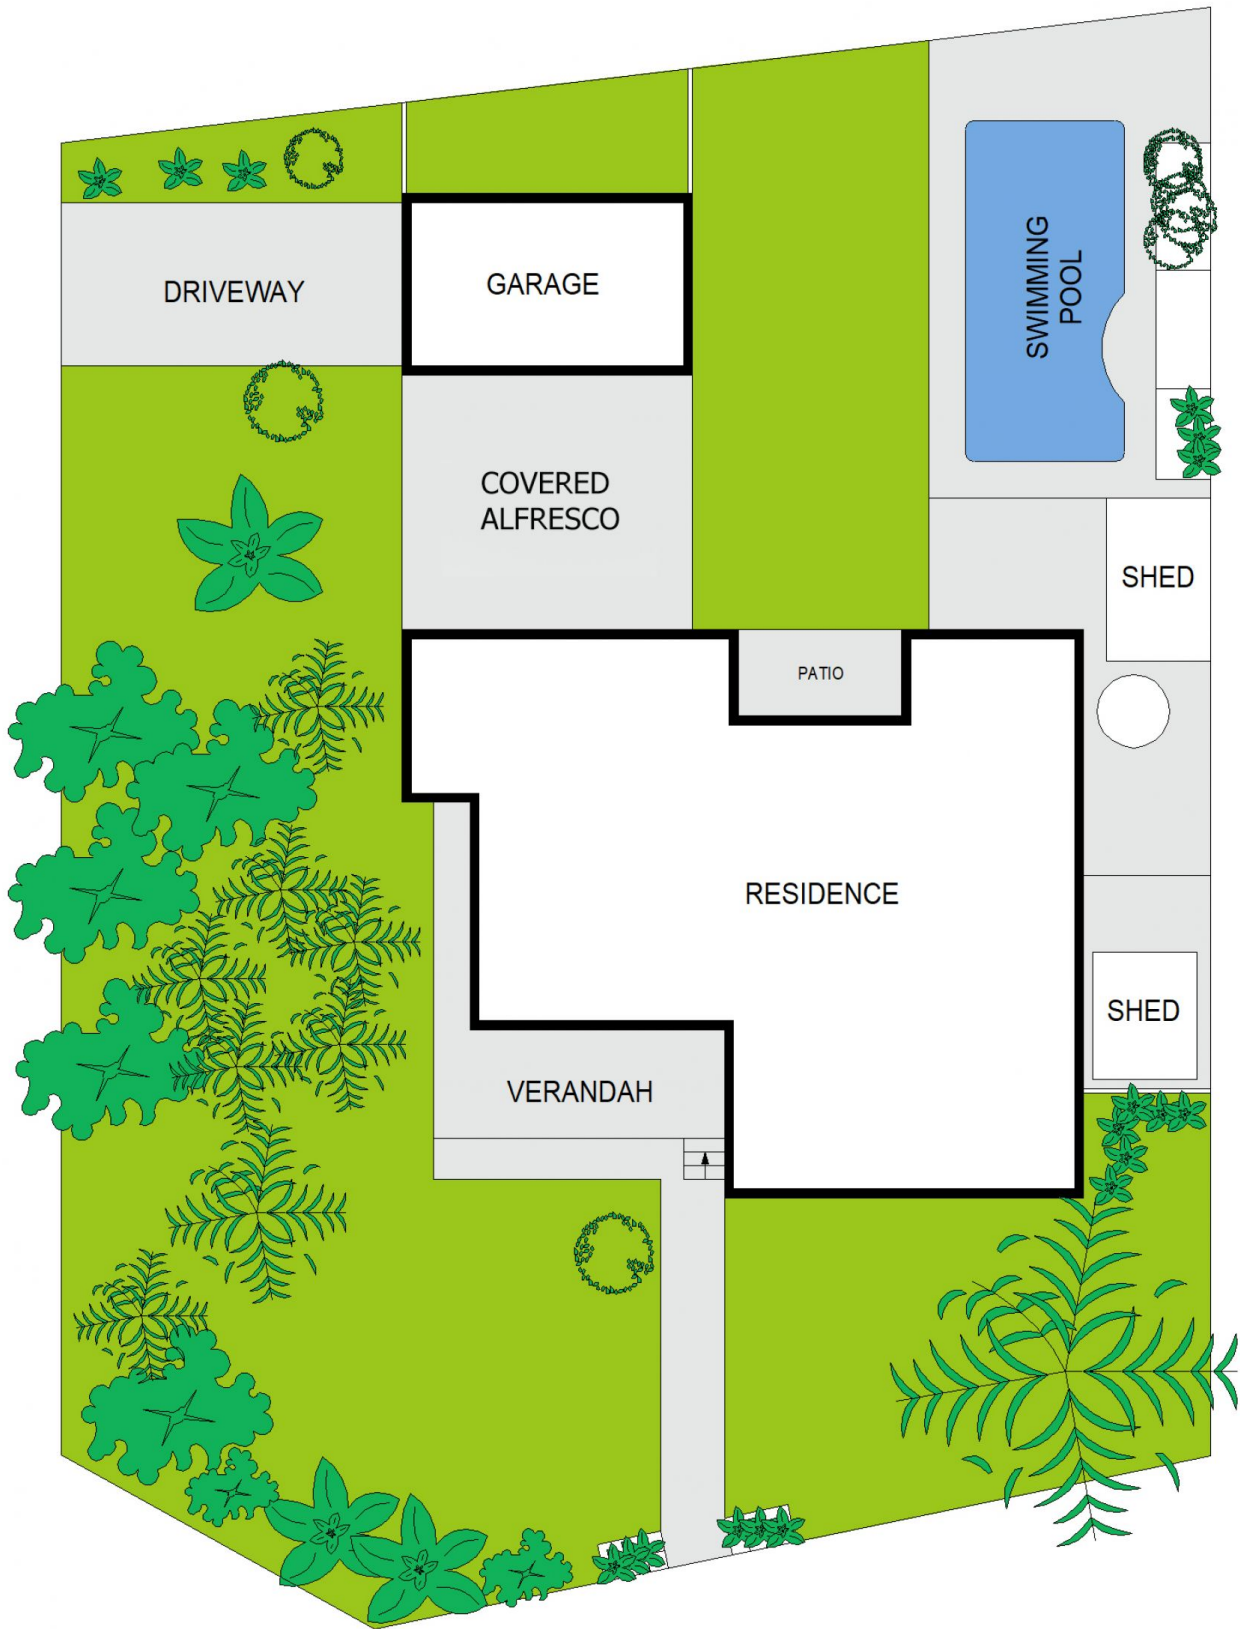 DRIVEWAY
GARAGE
SWIMMING
POOL
COVERED
ALFRESCO
SHED
PATIO
RESIDENCE
SHED
VERANDAH